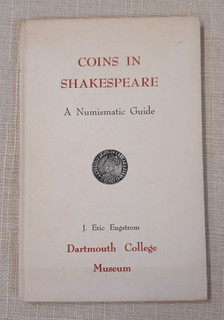 COINS IN
SHAKESPEARE
A Numismatic Guide
J. Eric Engstrom
Dartmouth College
Museum